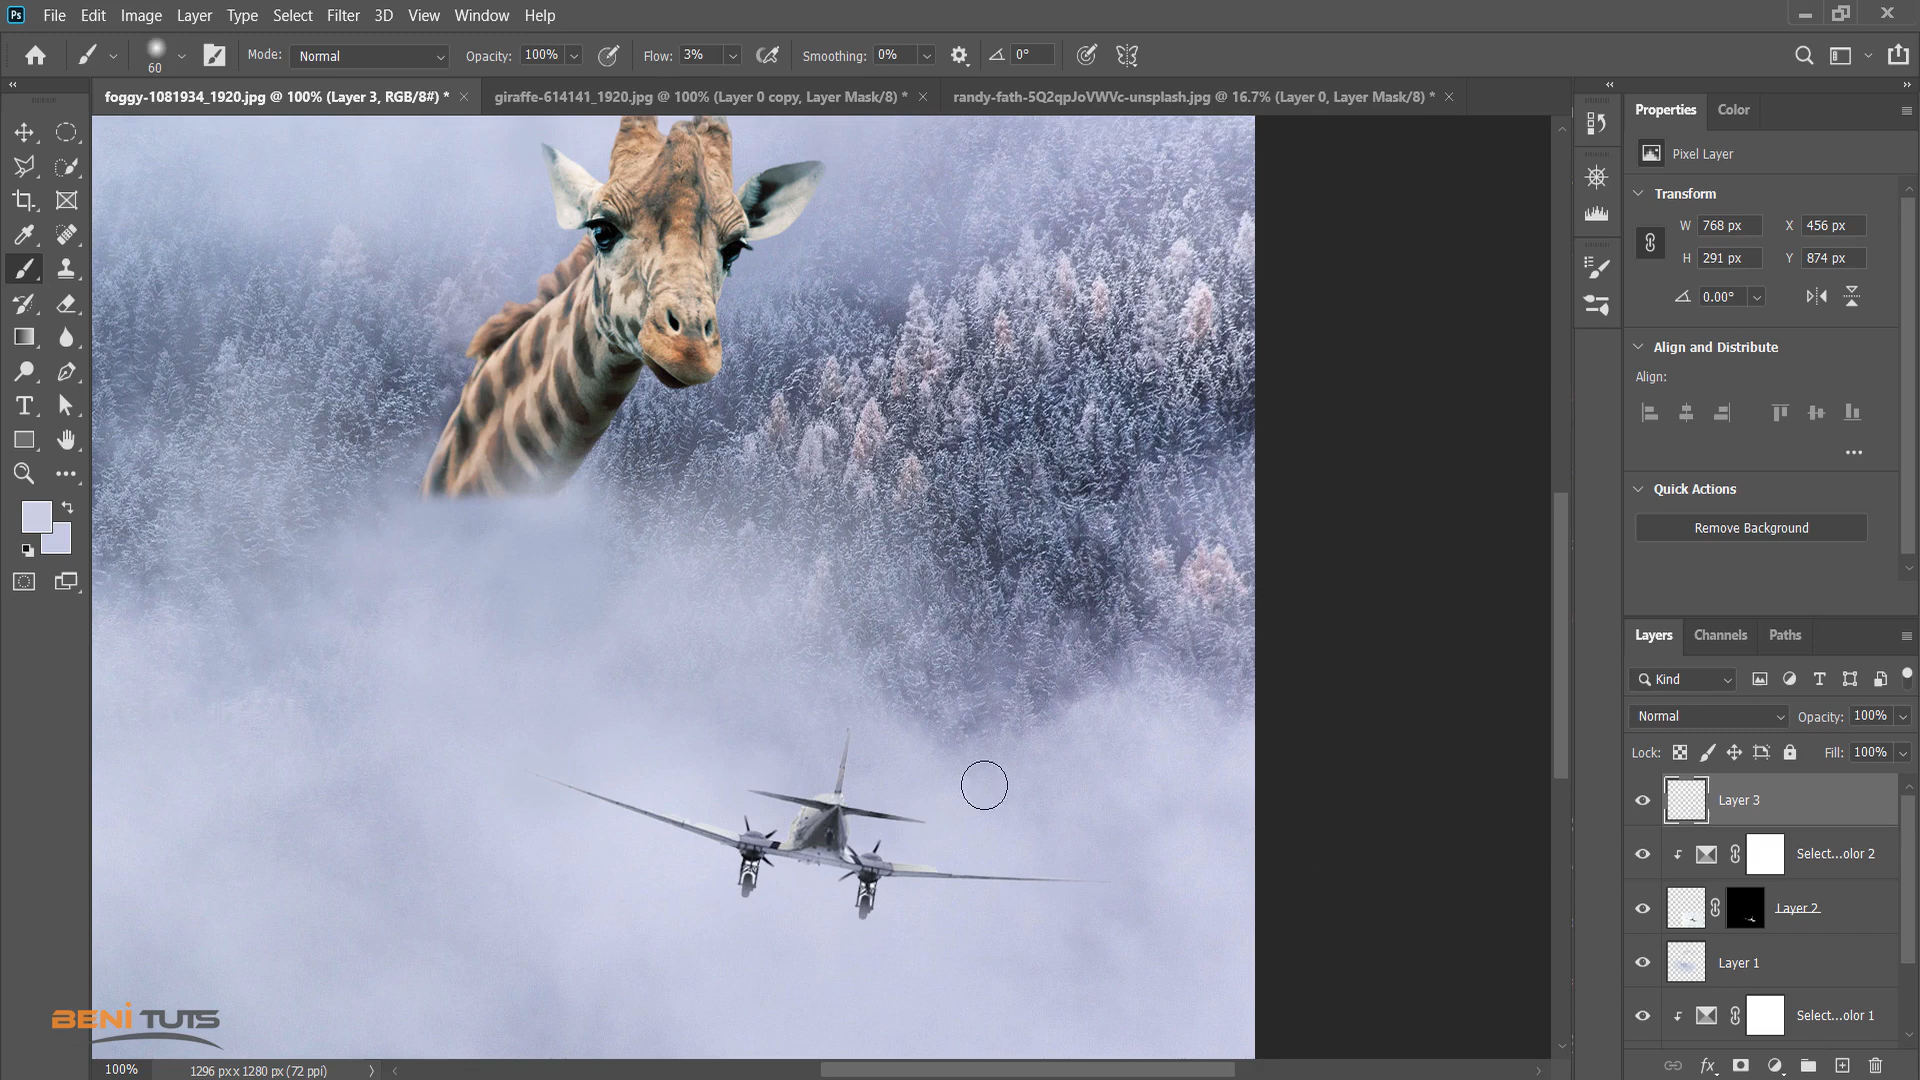 Ps File Edit Image Layer Type Select Filter 3D View Window Help
60 Mode: Normal Opacity: 100% Flow: 3% Smoothing: 0% 0°
foggy-1081934_1920.jpg @ 100% (Layer 3, RGB/8#) * giraffe-614141_1920.jpg @ 100% (Layer 0 copy, Layer Mask/8) * randy-fath-5Q2qpJoVWVc-unsplash.jpg @ 16.7% (Layer 0, Layer Mask/8) *
Properties Color
Pixel Layer
Transform
W 768 px X 456 px
H 291 px Y 874 px
0.00°
Align and Distribute
Align:
Quick Actions
Remove Background
Layers Channels Paths
Kind
Normal Opacity: 100%
Lock: Fill: 100%
Layer 3
Select...olor 2
Layer 2
Layer 1
Select...olor 1
fx
BENI TUTS
100% 1296 px x 1280 px (72 ppi)